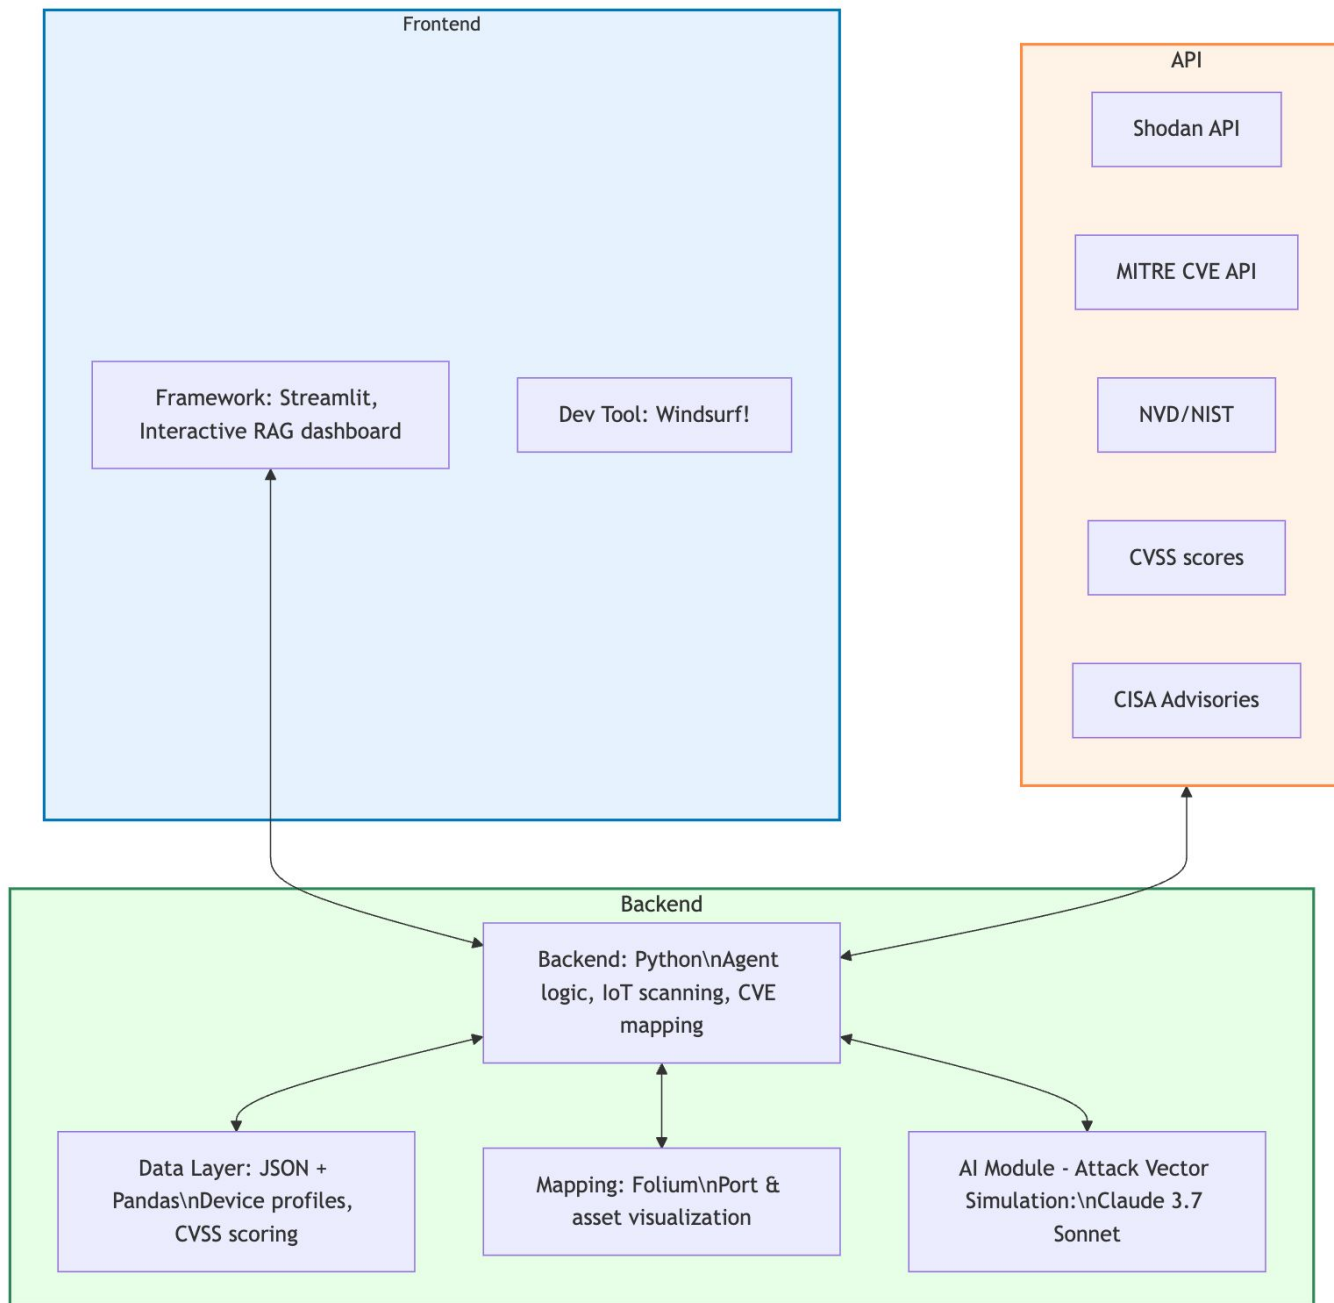 Frontend
Framework: Streamlit,
Interactive RAG dashboard
Dev Tool: Windsurf!
API
Shodan API
MITRE CVE API
NVD/NIST
CVSS scores
CISA Advisories
Backend
Backend: Python\nAgent
logic, IoT scanning, CVE
mapping
Data Layer: JSON +
Pandas\nDevice profiles,
CVSS scoring
Mapping: Folium\nPort &
asset visualization
AI Module - Attack Vector
Simulation:\nClaude 3.7
Sonnet